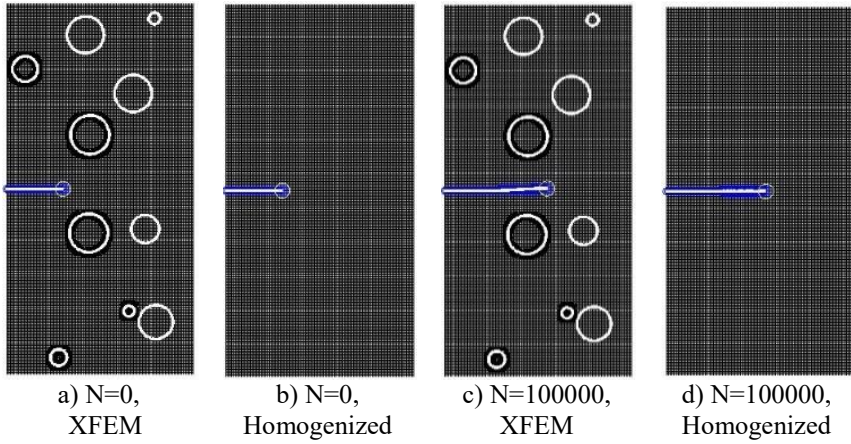 a) N=0,
XFEM
b) N=0,
Homogenized
c) N=100000,
XFEM
d) N=100000,
Homogenized